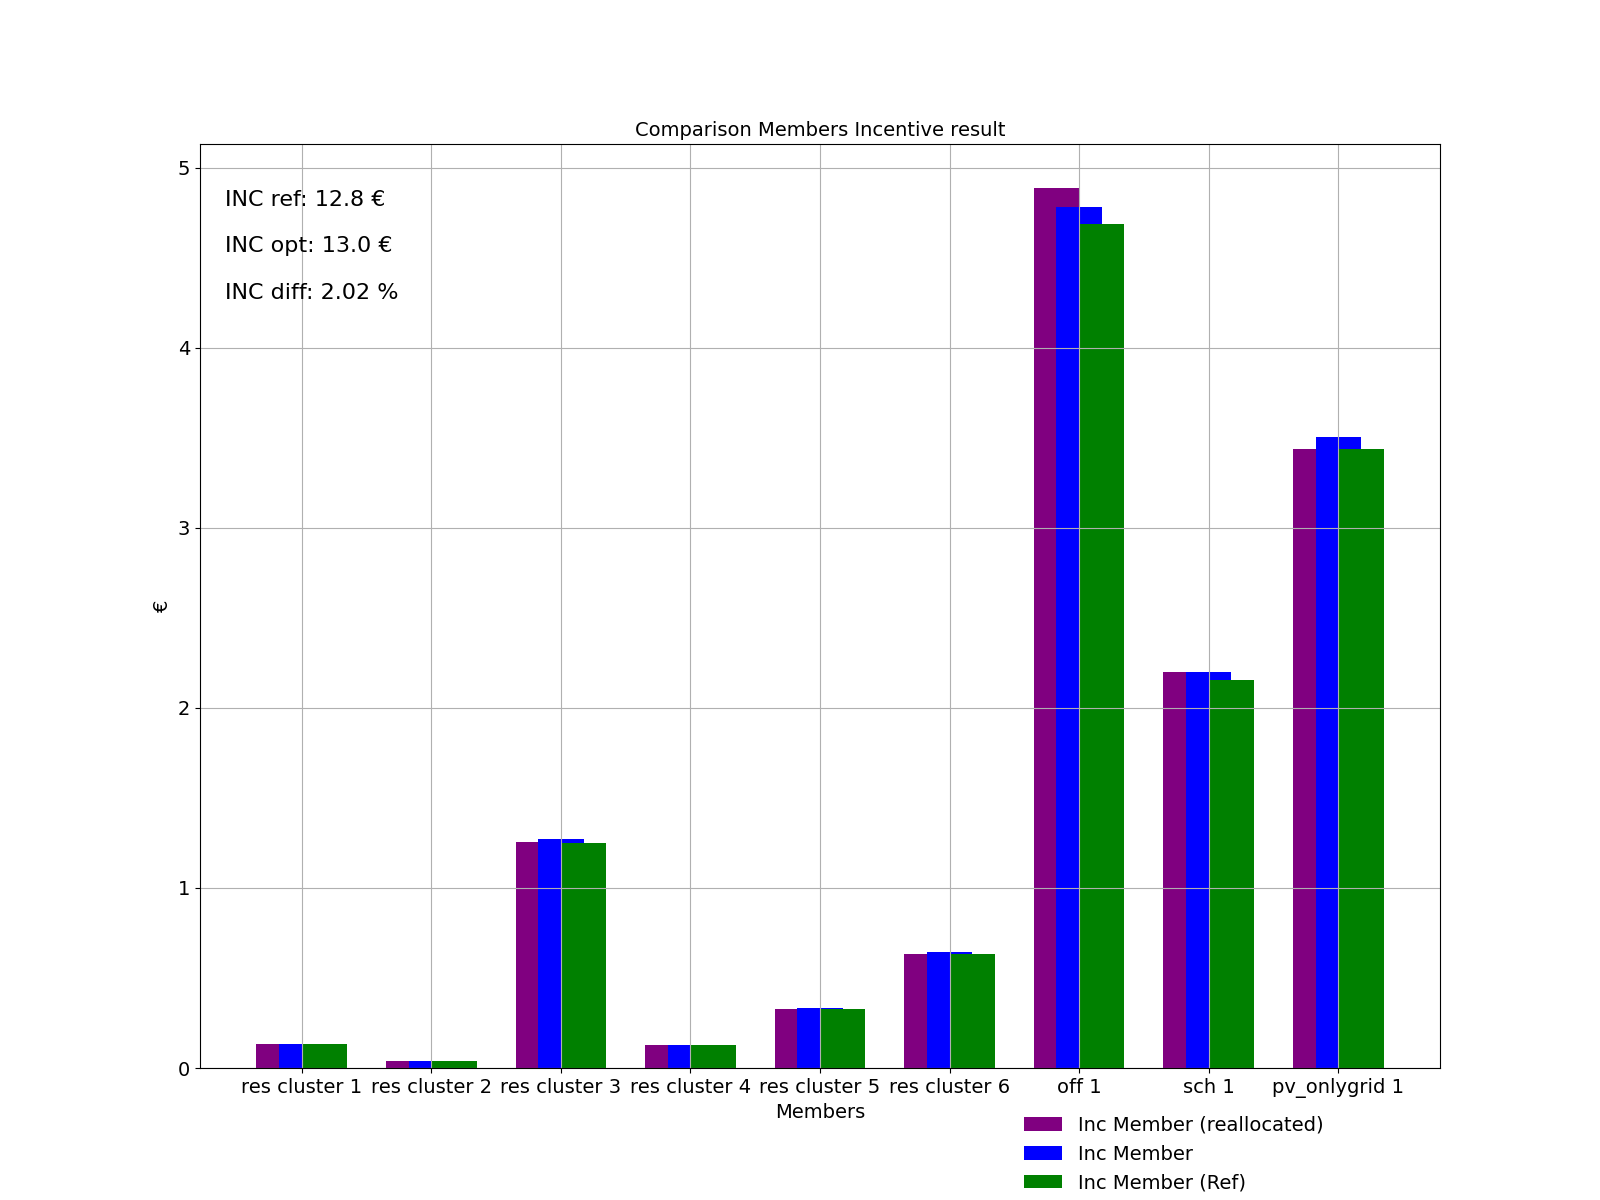 Comparison Members Incentive result
5
4
3
2
1
0
€
INC ref: 12.8 €
INC opt: 13.0 €
INC diff: 2.02 %
res cluster 1 res cluster 2 res cluster 3 res cluster 4 res cluster 5 res cluster 6 off 1 sch 1 pv_onlygrid 1
Members
Inc Member (reallocated)
Inc Member
Inc Member (Ref)